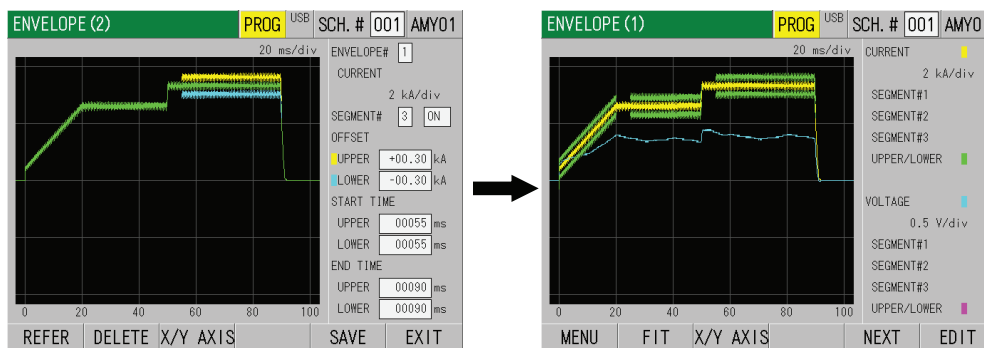 ENVELOPE (2) PROG USB SCH. # 001 AMY01
20 ms/div
ENVELOPE# 1
CURRENT
2 kA/div
SEGMENT# 3 ON
OFFSET
UPPER +00.30 kA
LOWER -00.30 kA
START TIME
UPPER 00055 ms
LOWER 00055 ms
END TIME
UPPER 00090 ms
LOWER 00090 ms
0 20 40 60 80 100
REFER DELETE X/Y AXIS SAVE EXIT
ENVELOPE (1) PROG USB SCH. # 001 AMY0
20 ms/div
CURRENT
2 kA/div
SEGMENT#1
SEGMENT#2
SEGMENT#3
UPPER/LOWER
VOLTAGE
0.5 V/div
SEGMENT#1
SEGMENT#2
SEGMENT#3
UPPER/LOWER
0 20 40 60 80 100
MENU FIT X/Y AXIS NEXT EDIT